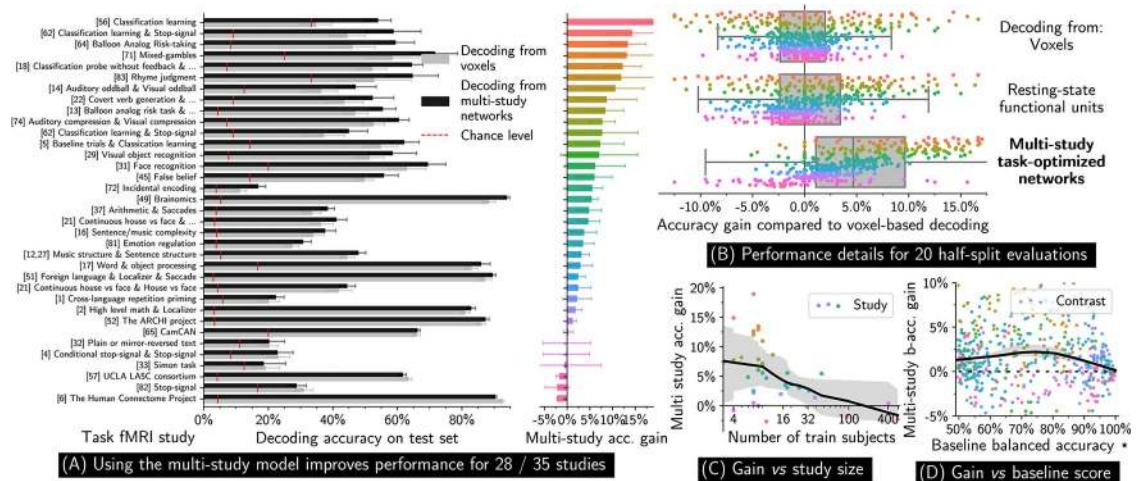 [56] Classification learning
[62] Classification learning & Stop-signal
[64] Balloon Analog Risk-taking
[71] Mixed-gambles
[18] Classification probe without feedback & ...
[83] Rhyme judgment
[14] Auditory oddball & Visual oddball
[22] Covert verb generation & ...
[13] Balloon analog risk task & ...
[74] Auditory compression & Visual compression
[62] Classification learning & Stop-signal
[5] Baseline trials & Classication learning
[29] Visual object recognition
[31] Face recognition
[45] False belief
[72] Incidental encoding
[49] Brainomics
[37] Arithmetic & Saccades
[21] Continuous house vs face & ...
[16] Sentence/music complexity
[81] Emotion regulation
[12,27] Music structure & Sentence structure
[17] Word & object processing
[51] Foreign language & Localizer & Saccade
[21] Continuous house vs face & House vs face
[1] Cross-language repetition priming
[2] High level math & Localizer
[52] The ARCHI project
[65] CamCAN
[32] Plain or mirror-reversed text
[4] Conditional stop-signal & Stop-signal
[33] Simon task
[57] UCLA LA5C consortium
[82] Stop-signal
[6] The Human Connectome Project
Decoding from
voxels
Decoding from
multi-study
networks
Chance level
0% 20% 40% 60% 80%
-5% 0% 5% 10% 15%
Task fMRI study
Decoding accuracy on test set
Multi-study acc. gain
(A) Using the multi-study model improves performance for 28 / 35 studies
Decoding from:
Voxels
Resting-state
functional units
Multi-study
task-optimized
networks
-10.0% -5.0% 0.0% 5.0% 10.0% 15.0%
Accuracy gain compared to voxel-based decoding
(B) Performance details for 20 half-split evaluations
Multi study acc. gain
20%
15%
10%
5%
0%
Study
4 16 32 100 400
Number of train subjects
(C) Gain vs study size
Multi-study b-acc. gain
10%
5%
0%
-5%
Contrast
50% 60% 70% 80% 90% 100%
Baseline balanced accuracy *
(D) Gain vs baseline score